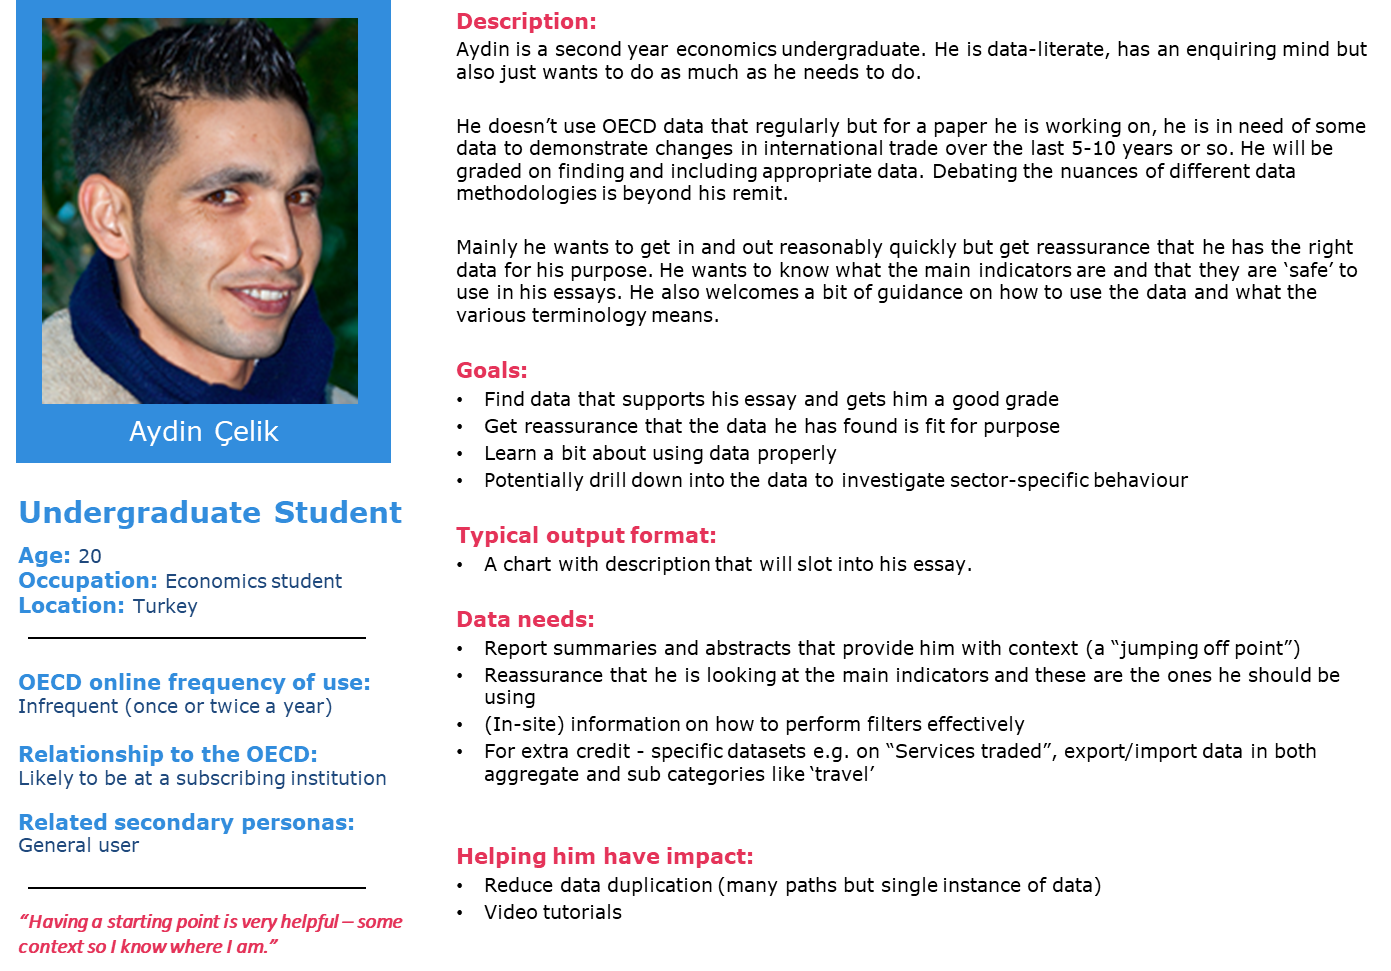 Aydin Çelik
Undergraduate Student
Age: 20
Occupation: Economics student
Location: Turkey
OECD online frequency of use:
Infrequent (once or twice a year)
Relationship to the OECD:
Likely to be at a subscribing institution
Related secondary personas:
General user
“Having a starting point is very helpful – some
context so I know where I am.”
Description:
Aydin is a second year economics undergraduate. He is data-literate, has an enquiring mind but
also just wants to do as much as he needs to do.
He doesn’t use OECD data that regularly but for a paper he is working on, he is in need of some
data to demonstrate changes in international trade over the last 5-10 years or so. He will be
graded on finding and including appropriate data. Debating the nuances of different data
methodologies is beyond his remit.
Mainly he wants to get in and out reasonably quickly but get reassurance that he has the right
data for his purpose. He wants to know what the main indicators are and that they are ‘safe’ to
use in his essays. He also welcomes a bit of guidance on how to use the data and what the
various terminology means.
Goals:
• Find data that supports his essay and gets him a good grade
• Get reassurance that the data he has found is fit for purpose
• Learn a bit about using data properly
• Potentially drill down into the data to investigate sector-specific behaviour
Typical output format:
• A chart with description that will slot into his essay.
Data needs:
• Report summaries and abstracts that provide him with context (a “jumping off point”)
• Reassurance that he is looking at the main indicators and these are the ones he should be
using
• (In-site) information on how to perform filters effectively
• For extra credit - specific datasets e.g. on “Services traded”, export/import data in both
aggregate and sub categories like ‘travel’
Helping him have impact:
• Reduce data duplication (many paths but single instance of data)
• Video tutorials